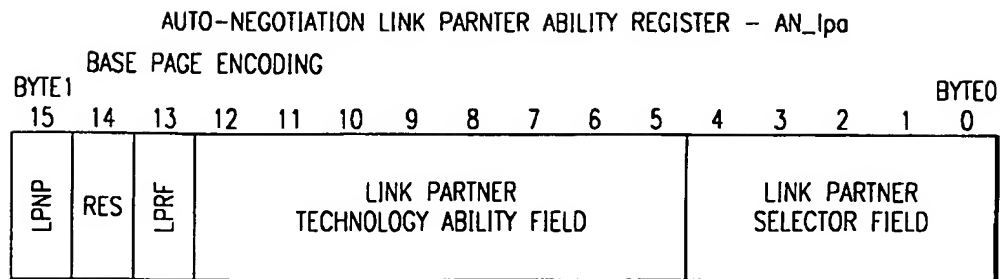 AUTO-NEGOTIATION LINK PARNTER ABILITY REGISTER - AN_lpa
BASE PAGE ENCODING
BYTE1 BYTE0
15 14 13 12 11 10 9 8 7 6 5 4 3 2 1 0
LPNP RES LPRF LINK PARTNER LINK PARTNER
TECHNOLOGY ABILITY FIELD SELECTOR FIELD